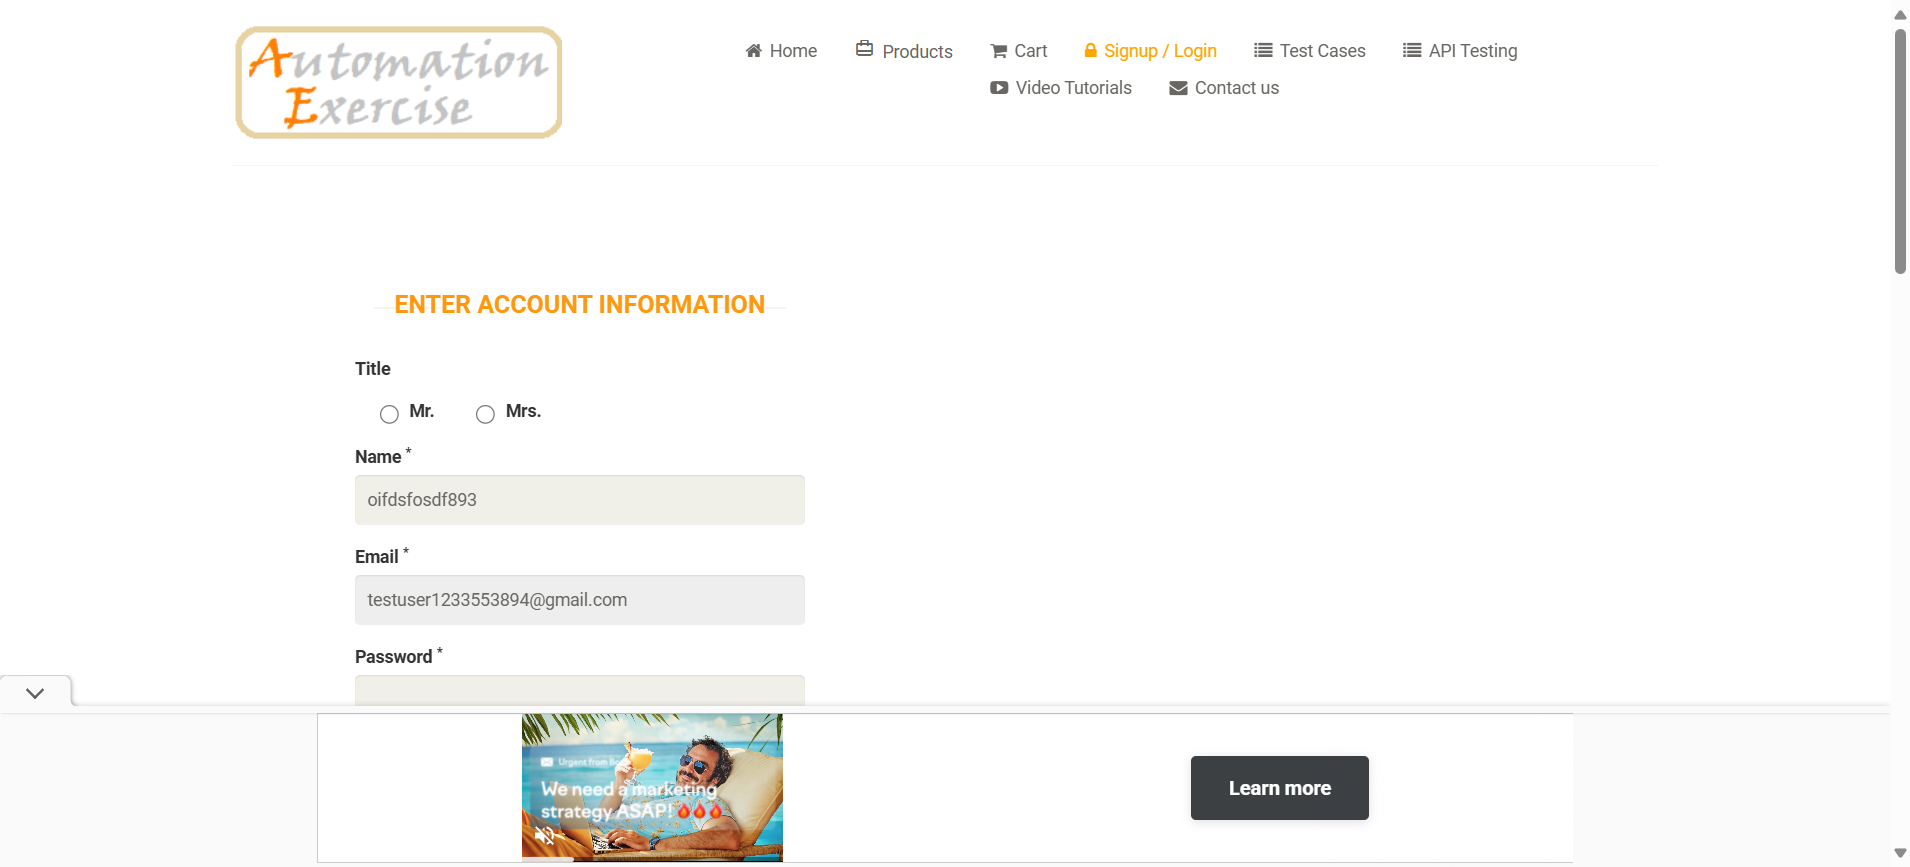 Automation
Exercise
Home
Products
Cart
Signup / Login
Test Cases
API Testing
Video Tutorials
Contact us
ENTER ACCOUNT INFORMATION
Title
Mr.
Mrs.
Name *
oifdsfosdf893
Email *
testuser1233553894@gmail.com
Password *
Urgent from
We need a marketing
strategy ASAP!🔥🔥🔥
Learn more